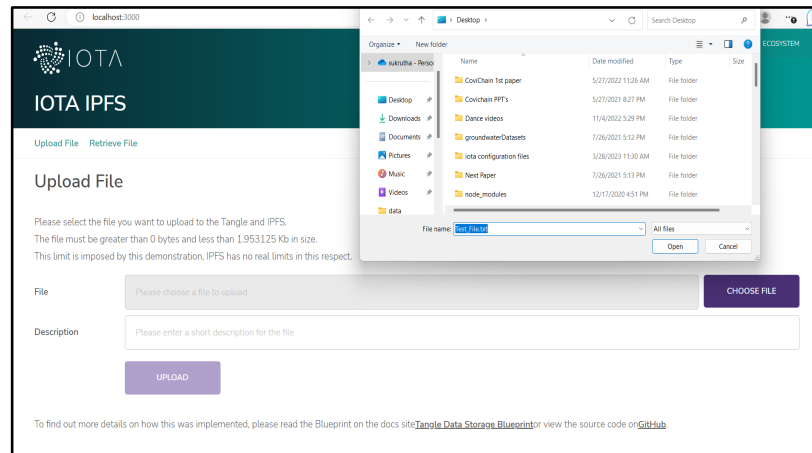 localhost:3000
Desktop
Search Desktop
Organize
New folder
ECOSYSTEM
IOTA
sukrutha - Person
Name
Date modified
Type
Size
CoviChain 1st paper
5/27/2022 11:26 AM
File folder
IOTA IPFS
Desktop
Covichain PPT's
5/27/2021 8:27 PM
File folder
Downloads
Dance videos
11/4/2022 5:29 PM
File folder
Documents
groundwaterDatasets
7/26/2021 5:12 PM
File folder
Upload File Retrieve File
Pictures
iota configuration files
3/28/2023 11:30 AM
File folder
Music
Next Paper
7/26/2021 5:13 PM
File folder
Videos
node_modules
12/17/2020 4:51 PM
File folder
data
File name: Test_File.txt
All files
Open
Cancel
Upload File
Please select the file you want to upload to the Tangle and IPFS.
The file must be greater than 0 bytes and less than 1.953125 Kb in size.
This limit is imposed by this demonstration, IPFS has no real limits in this respect.
File
Please choose a file to upload
CHOOSE FILE
Description
Please enter a short description for the file
UPLOAD
To find out more details on how this was implemented, please read the Blueprint on the docs siteTangle Data Storage Blueprintor view the source code onGitHub.